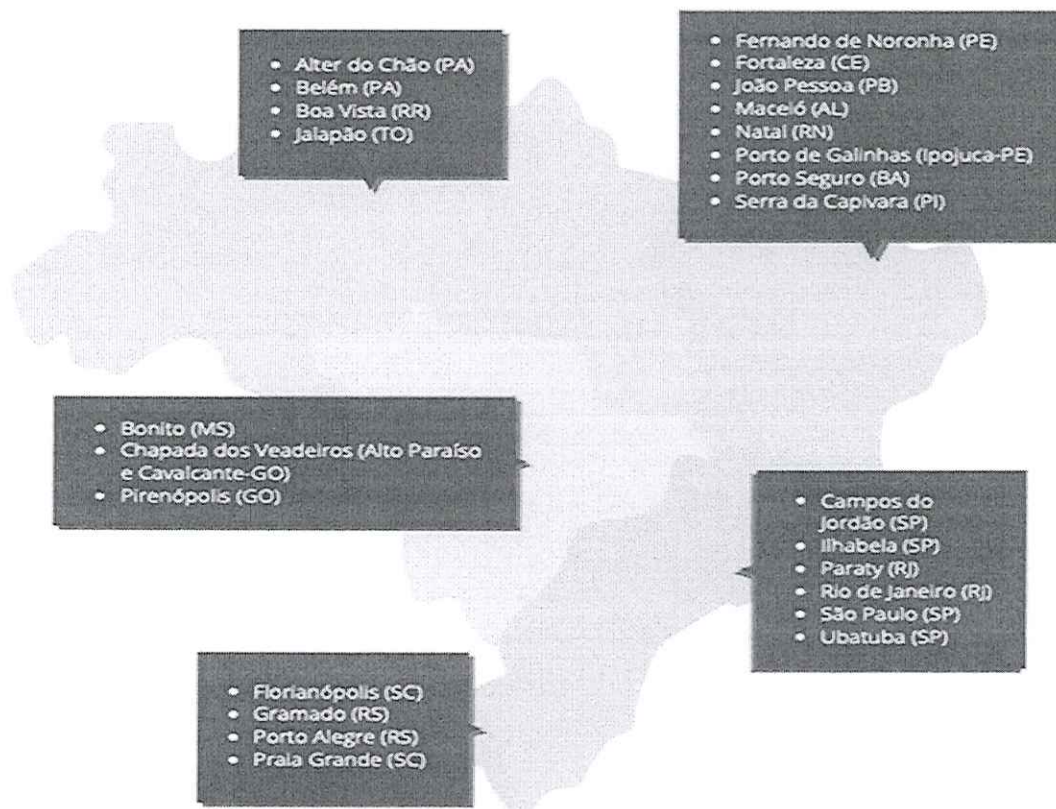 • Alter do Chão (PA)
• Belém (PA)
• Boa Vista (RR)
• Jalapão (TO)
• Fernando de Noronha (PE)
• Fortaleza (CE)
• João Pessoa (PB)
• Maceió (AL)
• Natal (RN)
• Porto de Galinhas (Ipojuca-PE)
• Porto Seguro (BA)
• Serra da Capivara (PI)
• Bonito (MS)
• Chapada dos Veadeiros (Alto Paraíso
e Cavalcante-GO)
• Pirenópolis (GO)
• Campos do
Jordão (SP)
• Ilhabela (SP)
• Paraty (RJ)
• Rio de Janeiro (RJ)
• São Paulo (SP)
• Ubatuba (SP)
• Florianópolis (SC)
• Gramado (RS)
• Porto Alegre (RS)
• Praia Grande (SC)